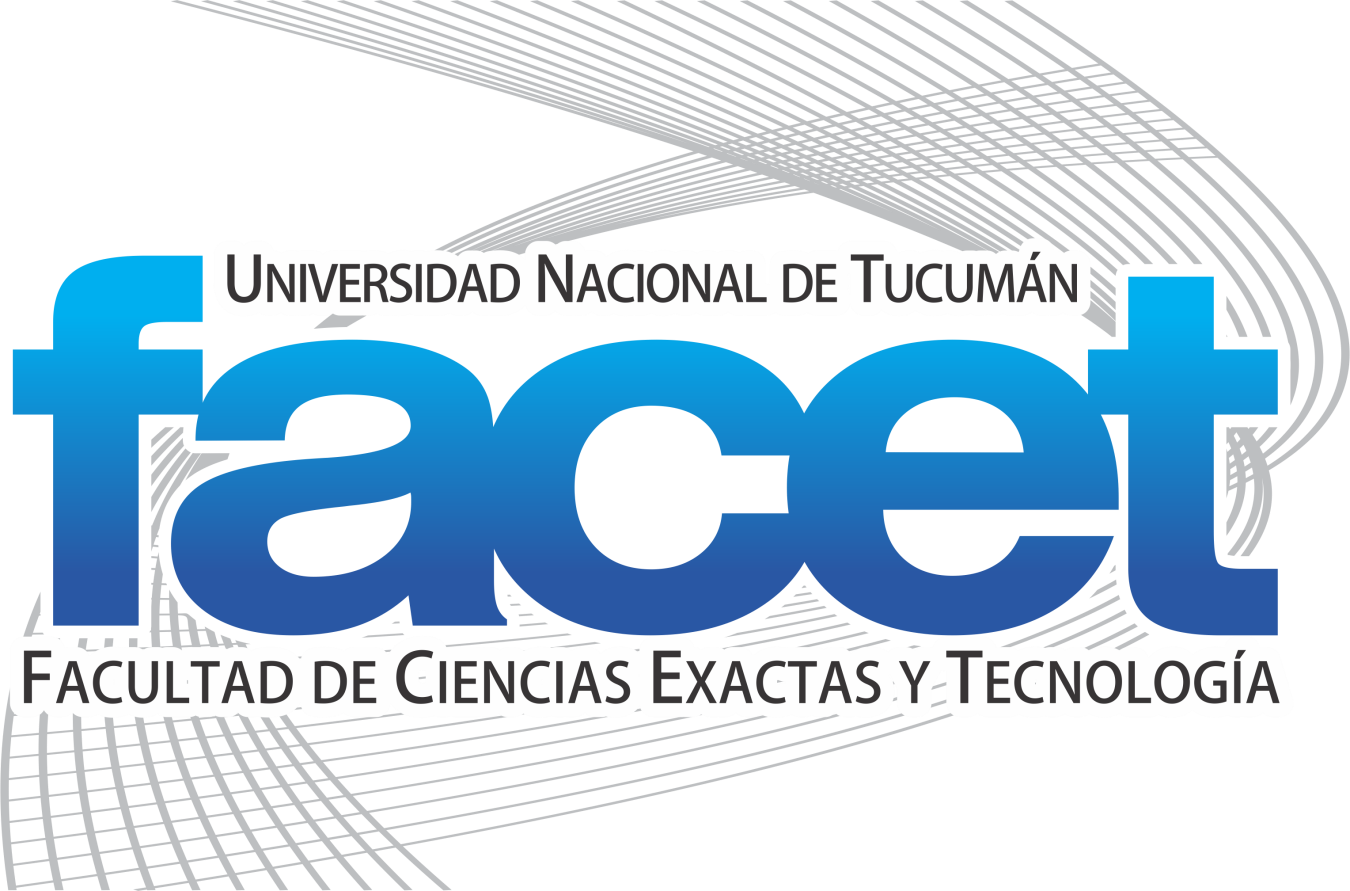 UNIVERSIDAD NACIONAL DE TUCUMÁN
facet
FACULTAD DE CIENCIAS EXACTAS Y TECNOLOGÍA